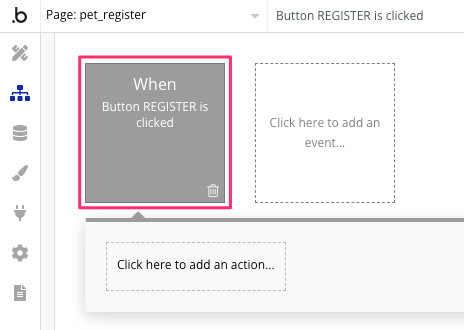 .b
Page: pet_register
Button REGISTER is clicked
When
Button REGISTER is
clicked
Click here to add an
event...
Click here to add an action...